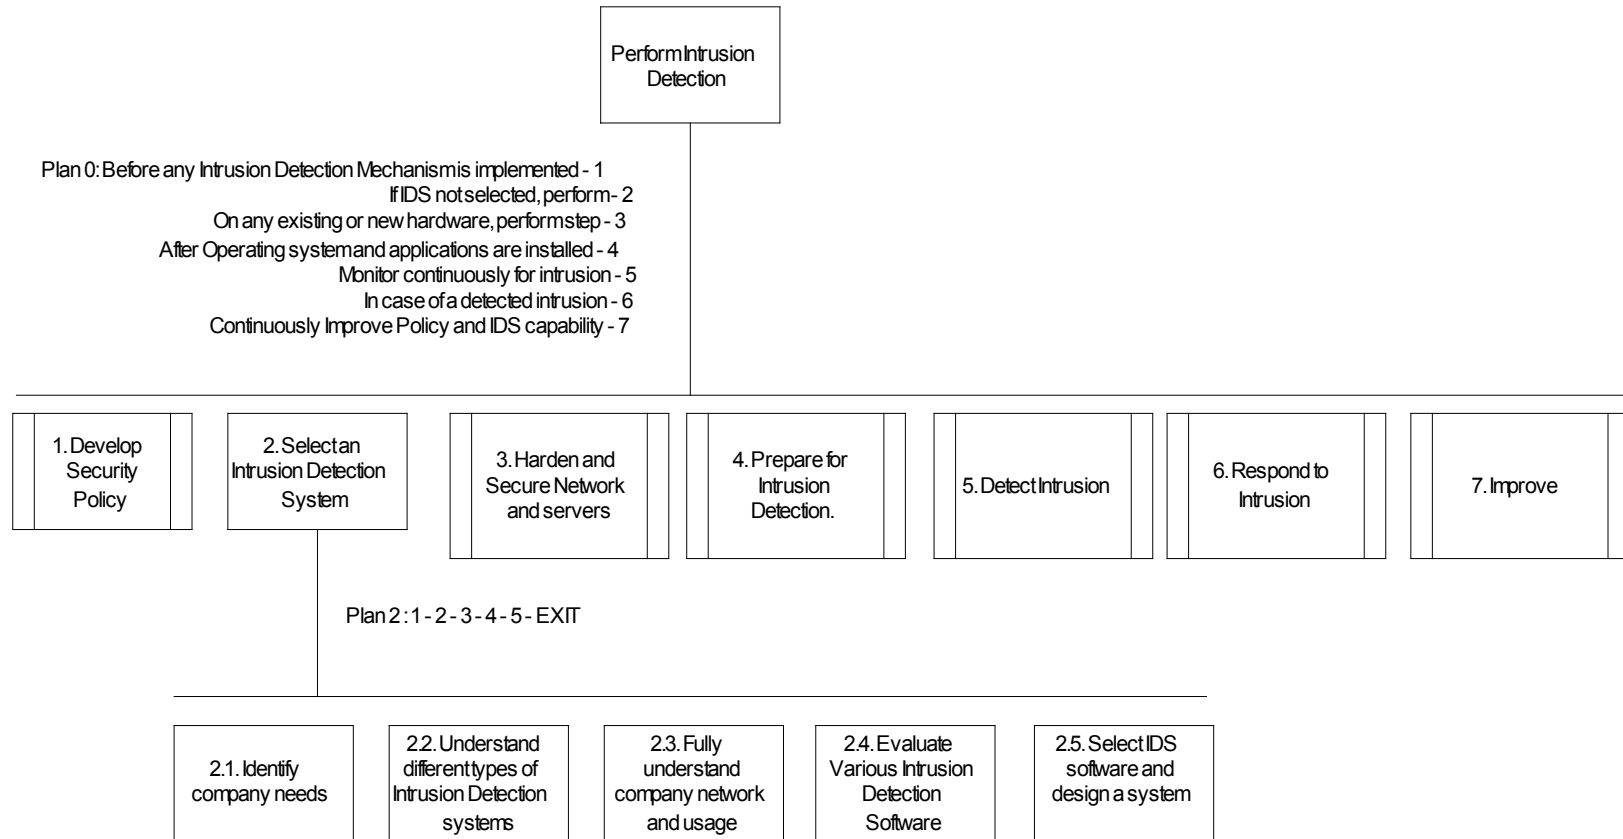 Perform Intrusion
Detection
Plan 0: Before any Intrusion Detection Mechanism is implemented - 1
If IDS not selected, perform - 2
On any existing or new hardware, perform step - 3
After Operating system and applications are installed - 4
Monitor continuously for intrusion - 5
In case of a detected intrusion - 6
Continuously Improve Policy and IDS capability - 7
1. Develop
Security
Policy
2. Select an
Intrusion Detection
System
3. Harden and
Secure Network
and servers
4. Prepare for
Intrusion
Detection.
5. Detect Intrusion
6. Respond to
Intrusion
7. Improve
Plan 2 : 1 - 2 - 3 - 4 - 5 - EXIT
2.1. Identify
company needs
2.2. Understand
different types of
Intrusion Detection
systems
2.3. Fully
understand
company network
and usage
2.4. Evaluate
Various Intrusion
Detection
Software
2.5. Select IDS
software and
design a system